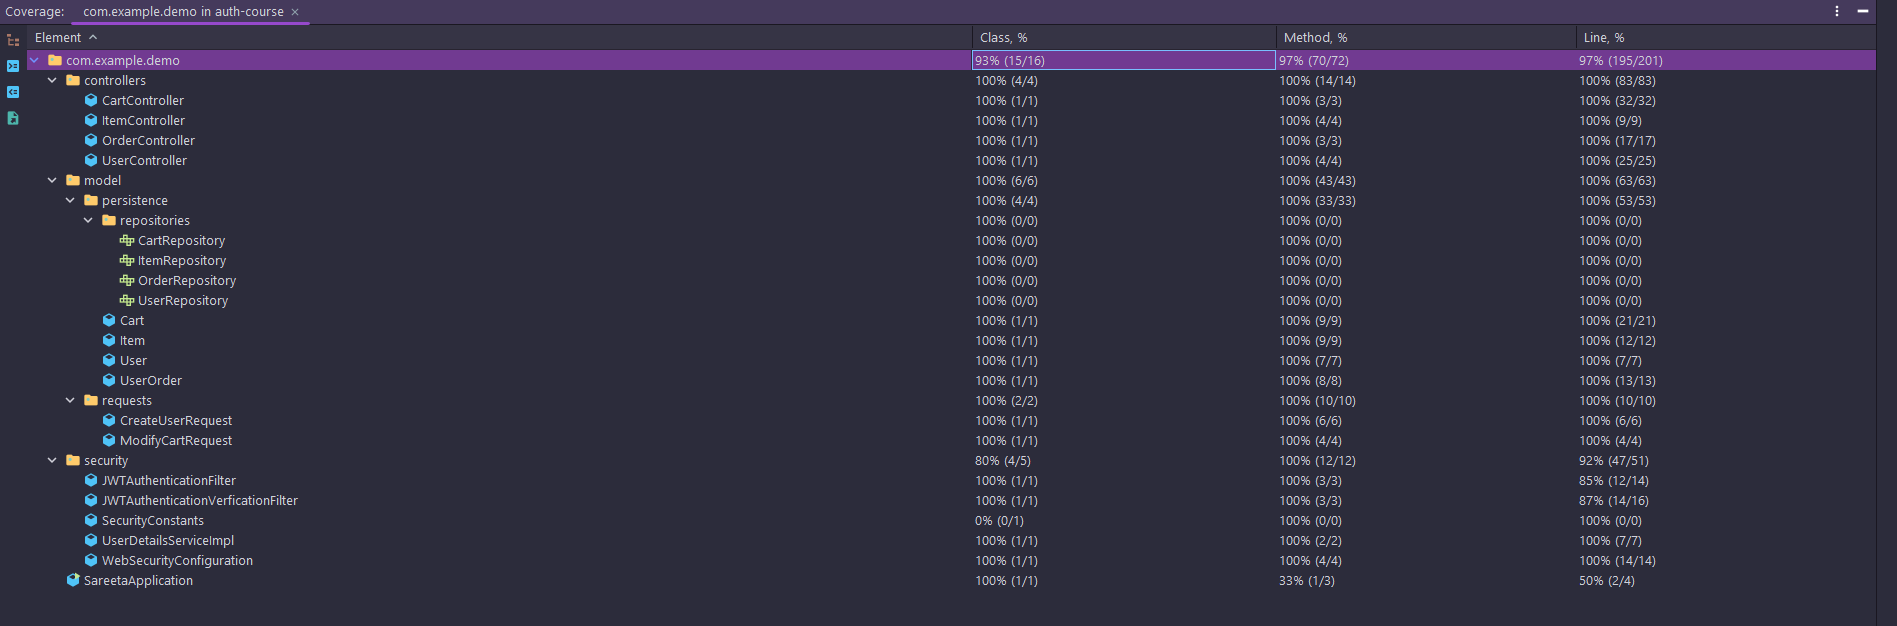 Coverage: com.example.demo in auth-course ×
Element Class, % Method, % Line, %
com.example.demo 93% (15/16) 97% (70/72) 97% (195/201)
controllers 100% (4/4) 100% (14/14) 100% (83/83)
CartController 100% (1/1) 100% (3/3) 100% (32/32)
ItemController 100% (1/1) 100% (4/4) 100% (9/9)
OrderController 100% (1/1) 100% (3/3) 100% (17/17)
UserController 100% (1/1) 100% (4/4) 100% (25/25)
model 100% (6/6) 100% (43/43) 100% (63/63)
persistence 100% (4/4) 100% (33/33) 100% (53/53)
repositories 100% (0/0) 100% (0/0) 100% (0/0)
CartRepository 100% (0/0) 100% (0/0) 100% (0/0)
ItemRepository 100% (0/0) 100% (0/0) 100% (0/0)
OrderRepository 100% (0/0) 100% (0/0) 100% (0/0)
UserRepository 100% (0/0) 100% (0/0) 100% (0/0)
Cart 100% (1/1) 100% (9/9) 100% (21/21)
Item 100% (1/1) 100% (9/9) 100% (12/12)
User 100% (1/1) 100% (7/7) 100% (7/7)
UserOrder 100% (1/1) 100% (8/8) 100% (13/13)
requests 100% (2/2) 100% (10/10) 100% (10/10)
CreateUserRequest 100% (1/1) 100% (6/6) 100% (6/6)
ModifyCartRequest 100% (1/1) 100% (4/4) 100% (4/4)
security 80% (4/5) 100% (12/12) 92% (47/51)
JWTAuthenticationFilter 100% (1/1) 100% (3/3) 85% (12/14)
JWTAuthenticationVerficationFilter 100% (1/1) 100% (3/3) 87% (14/16)
SecurityConstants 0% (0/1) 100% (0/0) 100% (0/0)
UserDetailsServiceImpl 100% (1/1) 100% (2/2) 100% (7/7)
WebSecurityConfiguration 100% (1/1) 100% (4/4) 100% (14/14)
SareetaApplication 100% (1/1) 33% (1/3) 50% (2/4)